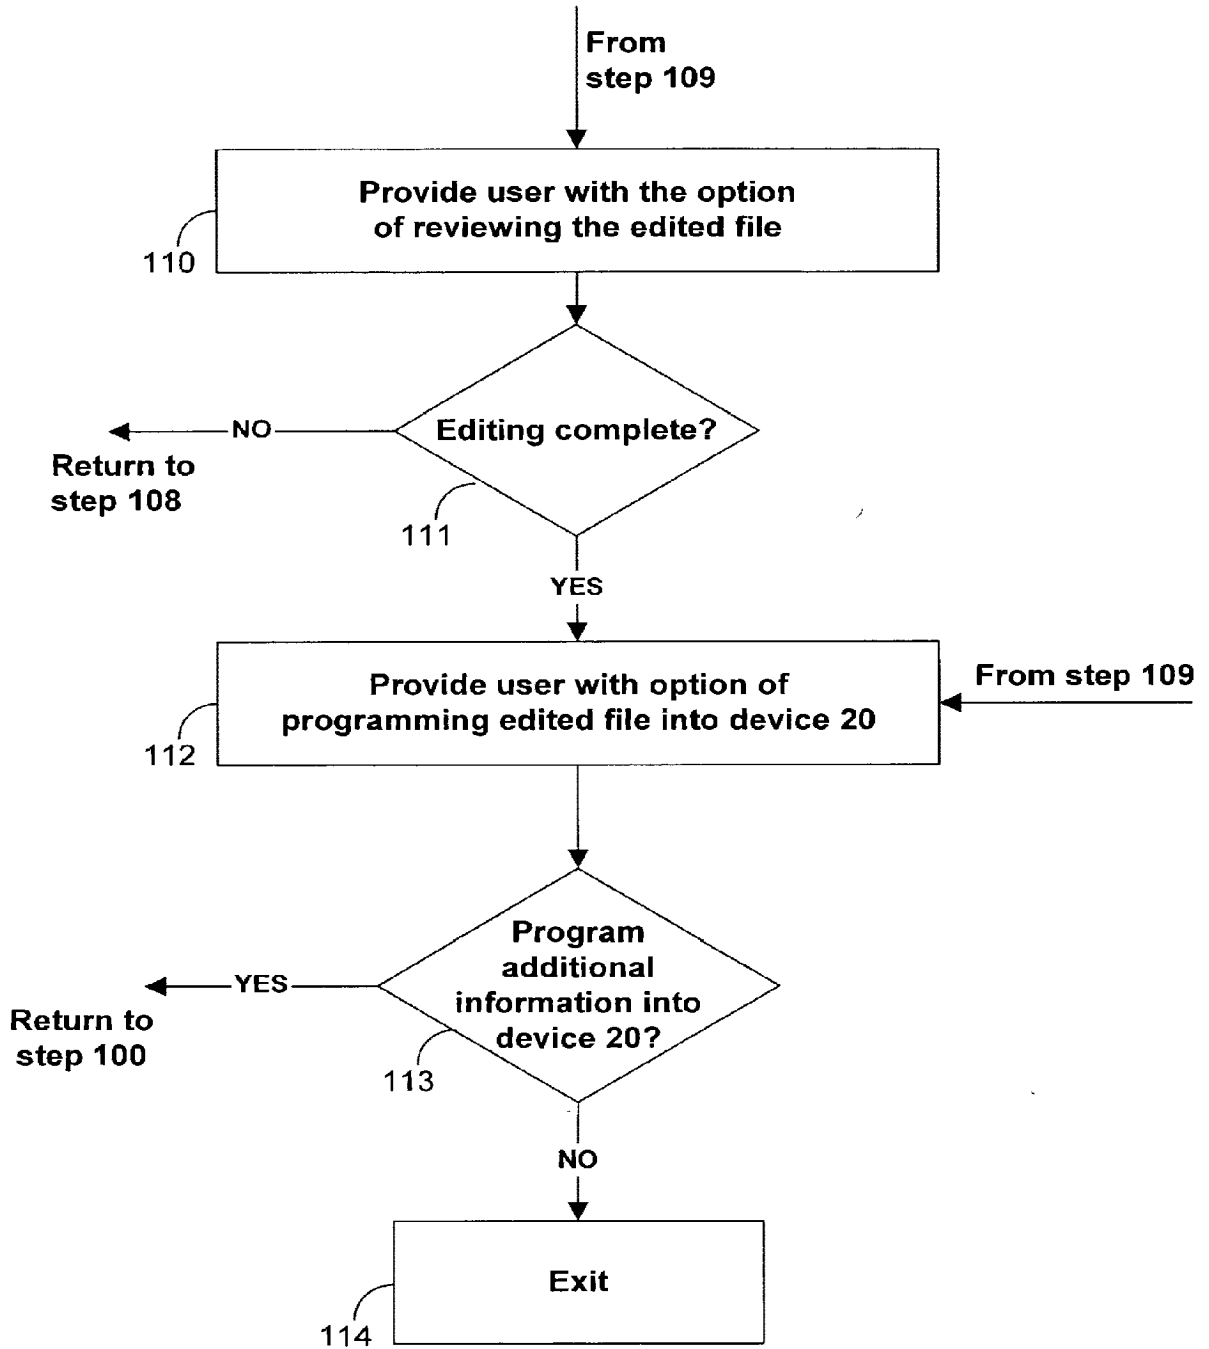 From
step 109
Provide user with the option
of reviewing the edited file
110
Editing complete?
NO
Return to
step 108
111
YES
From step 109
Provide user with option of
programming edited file into device 20
112
Program
additional
information into
device 20?
YES
Return to
step 100
113
NO
Exit
114